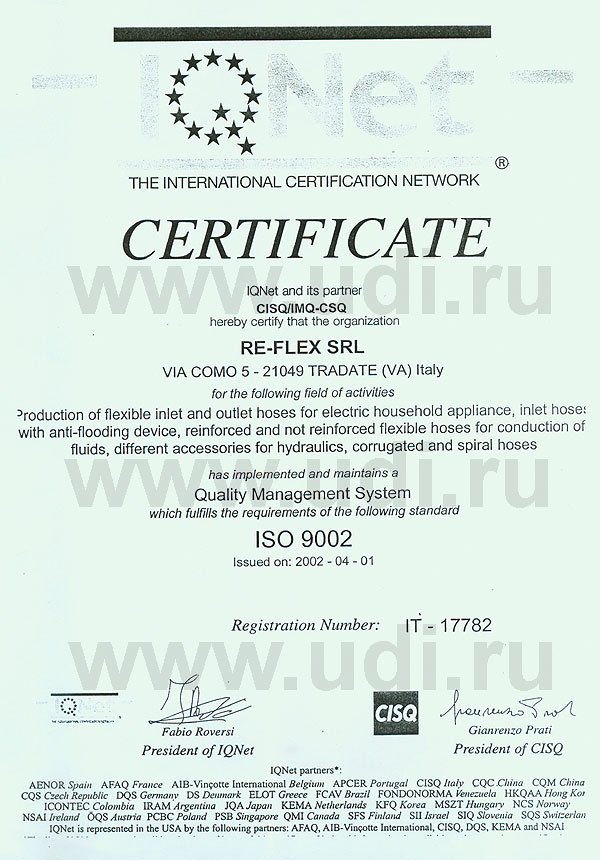 IQNet
®
THE INTERNATIONAL CERTIFICATION NETWORK
CERTIFICATE
www.udi.ru
IQNet and its partner
CISQ/IMQ-CSQ
hereby certify that the organization
RE-FLEX SRL
VIA COMO 5 - 21049 TRADATE (VA) Italy
for the following field of activities
Production of flexible inlet and outlet hoses for electric household appliance, inlet hoses
with anti-flooding device, reinforced and not reinforced flexible hoses for conduction of
fluids, different accessories for hydraulics, corrugated and spiral hoses
www.udi.ru
has implemented and maintains a
Quality Management System
which fulfills the requirements of the following standard
ISO 9002
Issued on: 2002 - 04 - 01
Registration Number: IT - 17782
www.udi.ru
IQNet
CISQ
Fabio Roversi
President of IQNet
Gianrenzo Prati
President of CISQ
IQNet partners*:
AENOR Spain AFAQ France AIB-Vinçotte International Belgium APCER Portugal CISQ Italy CQC China CQM China
CQS Czech Republic DQS Germany DS Denmark ELOT Greece FCAV Brazil FONDONORMA Venezuela HKQAA Hong Kon
ICONTEC Colombia IRAM Argentina JQA Japan KEMA Netherlands KFQ Korea MSZT Hungary NCS Norway
NSAI Ireland ÖQS Austria PCBC Poland PSB Singapore QMI Canada SFS Finland SII Israel SIQ Slovenia SQS Switzerlan
IQNet is represented in the USA by the following partners: AFAQ, AIB-Vinçotte International, CISQ, DQS, KEMA and NSAI